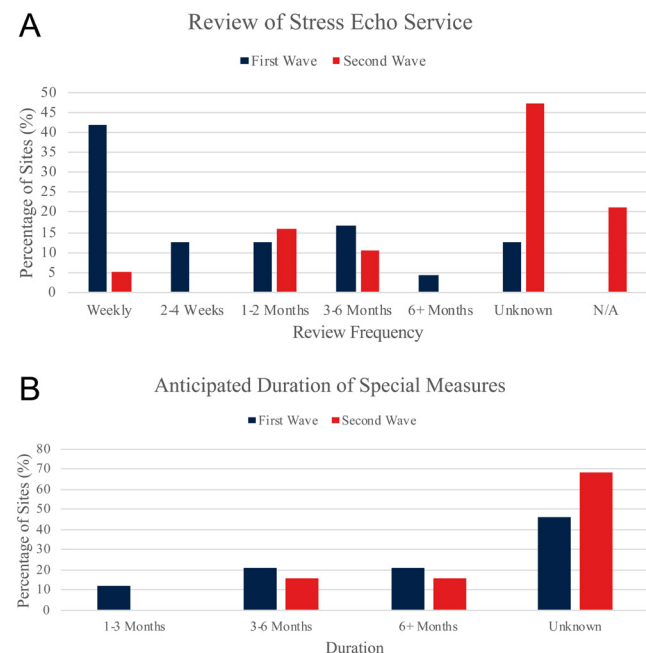 A
Review of Stress Echo Service
First Wave Second Wave
Percentage of Sites (%)
50
45
40
35
30
25
20
15
10
5
0
Weekly 2-4 Weeks 1-2 Months 3-6 Months 6+ Months Unknown N/A
Review Frequency
B
Anticipated Duration of Special Measures
First Wave Second Wave
Percentage of Sites (%)
80
70
60
50
40
30
20
10
0
1-3 Months 3-6 Months 6+ Months Unknown
Duration